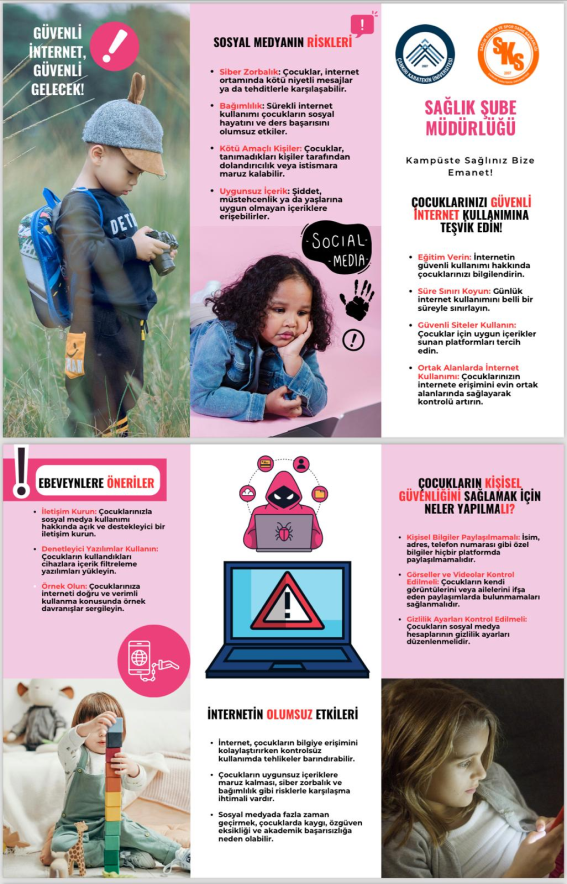 GÜVENLİ
İNTERNET,
GÜVENLİ
GELECEK!
SOSYAL MEDYANIN RİSKLERİ
Siber Zorbalık: Çocuklar, internet
ortamında kötü niyetli mesajlar
ya da tehditlerle karşılaşabilir.
Bağımlılık: Sürekli internet
kullanımı çocukların sosyal
hayatını ve ders başarısını
olumsuz etkiler.
Kötü Amaçlı Kişiler: Çocuklar,
tanımadıkları kişiler tarafından
dolandırıcılık veya istismara
maruz kalabilir.
Uygunsuz İçerik: Şiddet,
müstehcenlik ya da yaşlarına
uygun olmayan içeriklere
erişebilirler.
SOCIAL
MEDIA
DETE
ÇANKIRI KARATEKİN ÜNİVERSİTESİ
SKS
SAĞLIK ŞUBE
MÜDÜRLÜĞÜ
Kampüste Sağlınız Bize
Emanet!
ÇOCUKLARINIZI GÜVENLİ
İNTERNET KULLANIMINA
TEŞVİK EDİN!
Eğitim Verin: İnternetin
güvenli kullanımı hakkında
çocuklarınızı bilgilendirin.
Süre Sınırı Koyun: Günlük
internet kullanımını belli bir
süreyle sınırlayın.
Güvenli Siteler Kullanın:
Çocuklar için uygun içerikler
sunan platformları tercih
edin.
Ortak Alanlarda İnternet
Kullanımı: Çocuklarınızın
internete erişimini evin ortak
alanlarında sağlayarak
kontrolü artırın.
EBEVEYNLERE ÖNERİLER
İletişim Kurun: Çocuklarınızla
sosyal medya kullanımı
hakkında açık ve destekleyici bir
iletişim kurun.
Denetleyici Yazılımlar Kullanın:
Çocukların kullandıkları
cihazlara içerik filtreleme
yazılımları yükleyin.
Örnek Olun: Çocuklarınıza
interneti doğru ve verimli
kullanma konusunda örnek
davranışlar sergileyin.
İNTERNETİN OLUMSUZ ETKİLERİ
İnternet, çocukların bilgiye erişimini
kolaylaştırırken kontrolsüz
kullanımda tehlikeler barındırabilir.
Çocukların uygunsuz içeriklere
maruz kalması, siber zorbalık ve
bağımlılık gibi risklerle karşılaşma
ihtimali vardır.
Sosyal medyada fazla zaman
geçirmek, çocuklarda kaygı, özgüven
eksikliği ve akademik başarısızlığa
neden olabilir.
ÇOCUKLARIN KİŞİSEL
GÜVENLİĞİNİ SAĞLAMAK İÇİN
NELER YAPILMALI?
Kişisel Bilgiler Paylaşılmamalı: İsim,
adres, telefon numarası gibi özel
bilgiler hiçbir platformda
paylaşılmamalıdır.
Görseller ve Videolar Kontrol
Edilmeli: Çocukların kendi
görüntülerini veya ailelerini ifşa
eden paylaşımlarda bulunmamaları
sağlanmalıdır.
Gizlilik Ayarları Kontrol Edilmeli:
Çocukların sosyal medya
hesaplarının gizlilik ayarları
düzenlenmelidir.